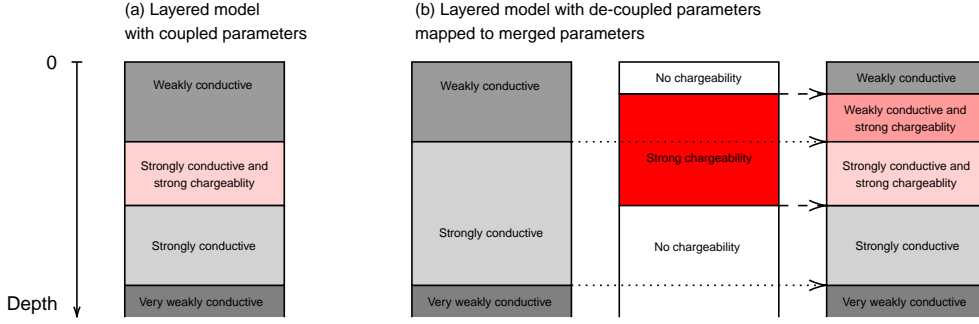 (a) Layered model
with coupled parameters
(b) Layered model with de-coupled parameters
mapped to merged parameters
0
Depth
Weakly conductive
Strongly conductive and
strong chargeablity
Strongly conductive
Very weakly conductive
Weakly conductive
Strongly conductive
Very weakly conductive
No chargeability
Strong chargeability
No chargeability
Weakly conductive
Weakly conductive and
strong chargeablity
Strongly conductive and
strong chargeablity
Strongly conductive
Very weakly conductive